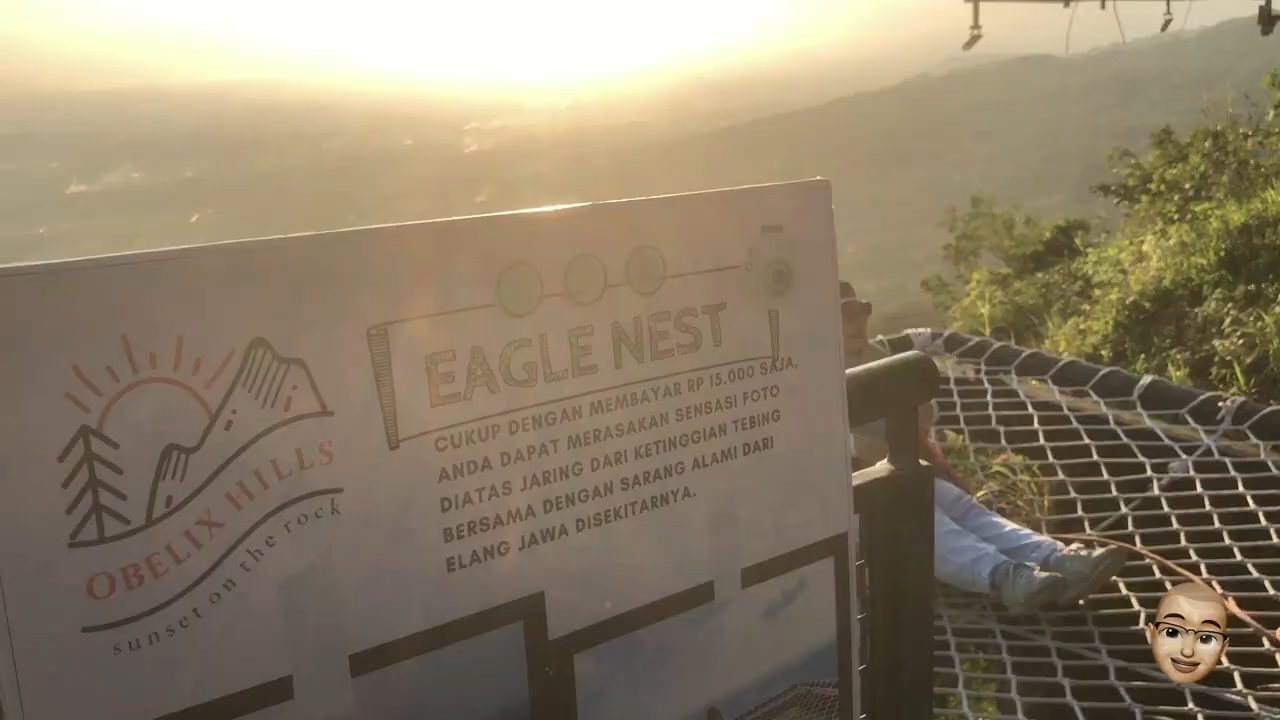 OBELIX HILLS
sunset on the rock
EAGLE NEST
CUKUP DENGAN MEMBAYAR RP 15.000 SAJA,
ANDA DAPAT MERASAKAN SENSASI FOTO
DIATAS JARING DARI KETINGGIAN TEBING
BERSAMA DENGAN SARANG ALAMI DARI
ELANG JAWA DISEKITARNYA.